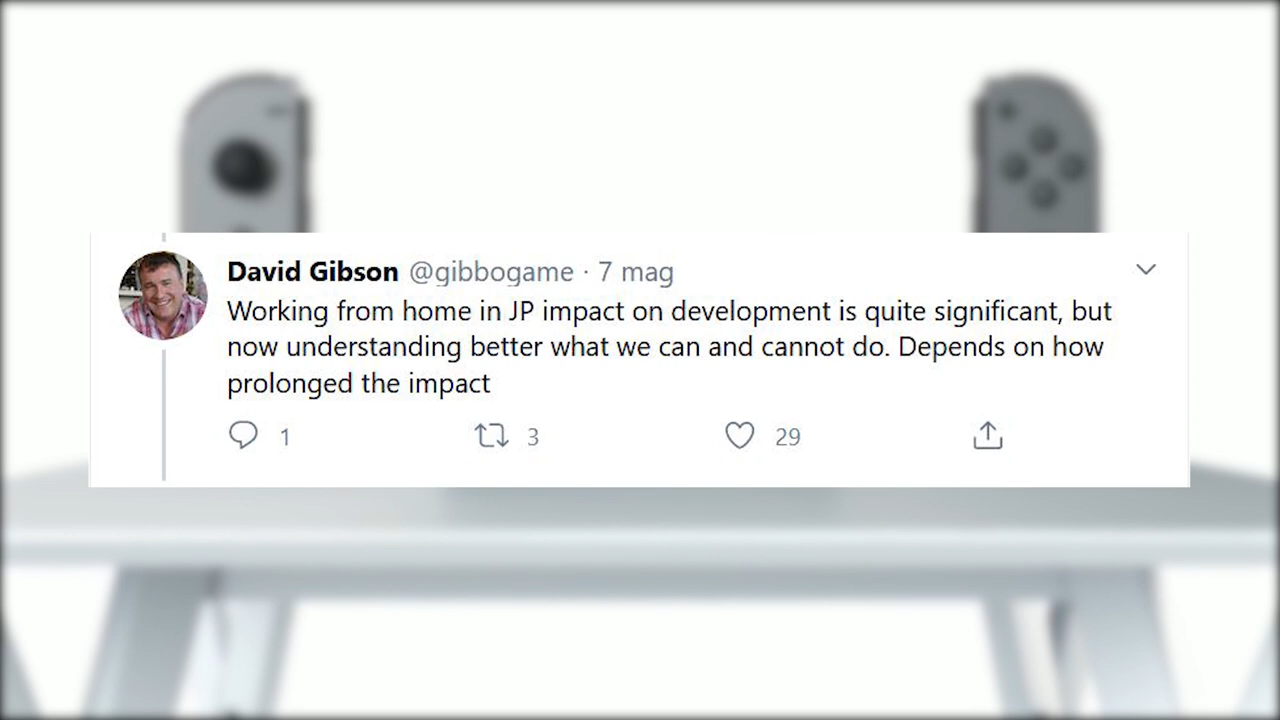 David Gibson @gibbogame · 7 mag
Working from home in JP impact on development is quite significant, but
now understanding better what we can and cannot do. Depends on how
prolonged the impact
1 3 29